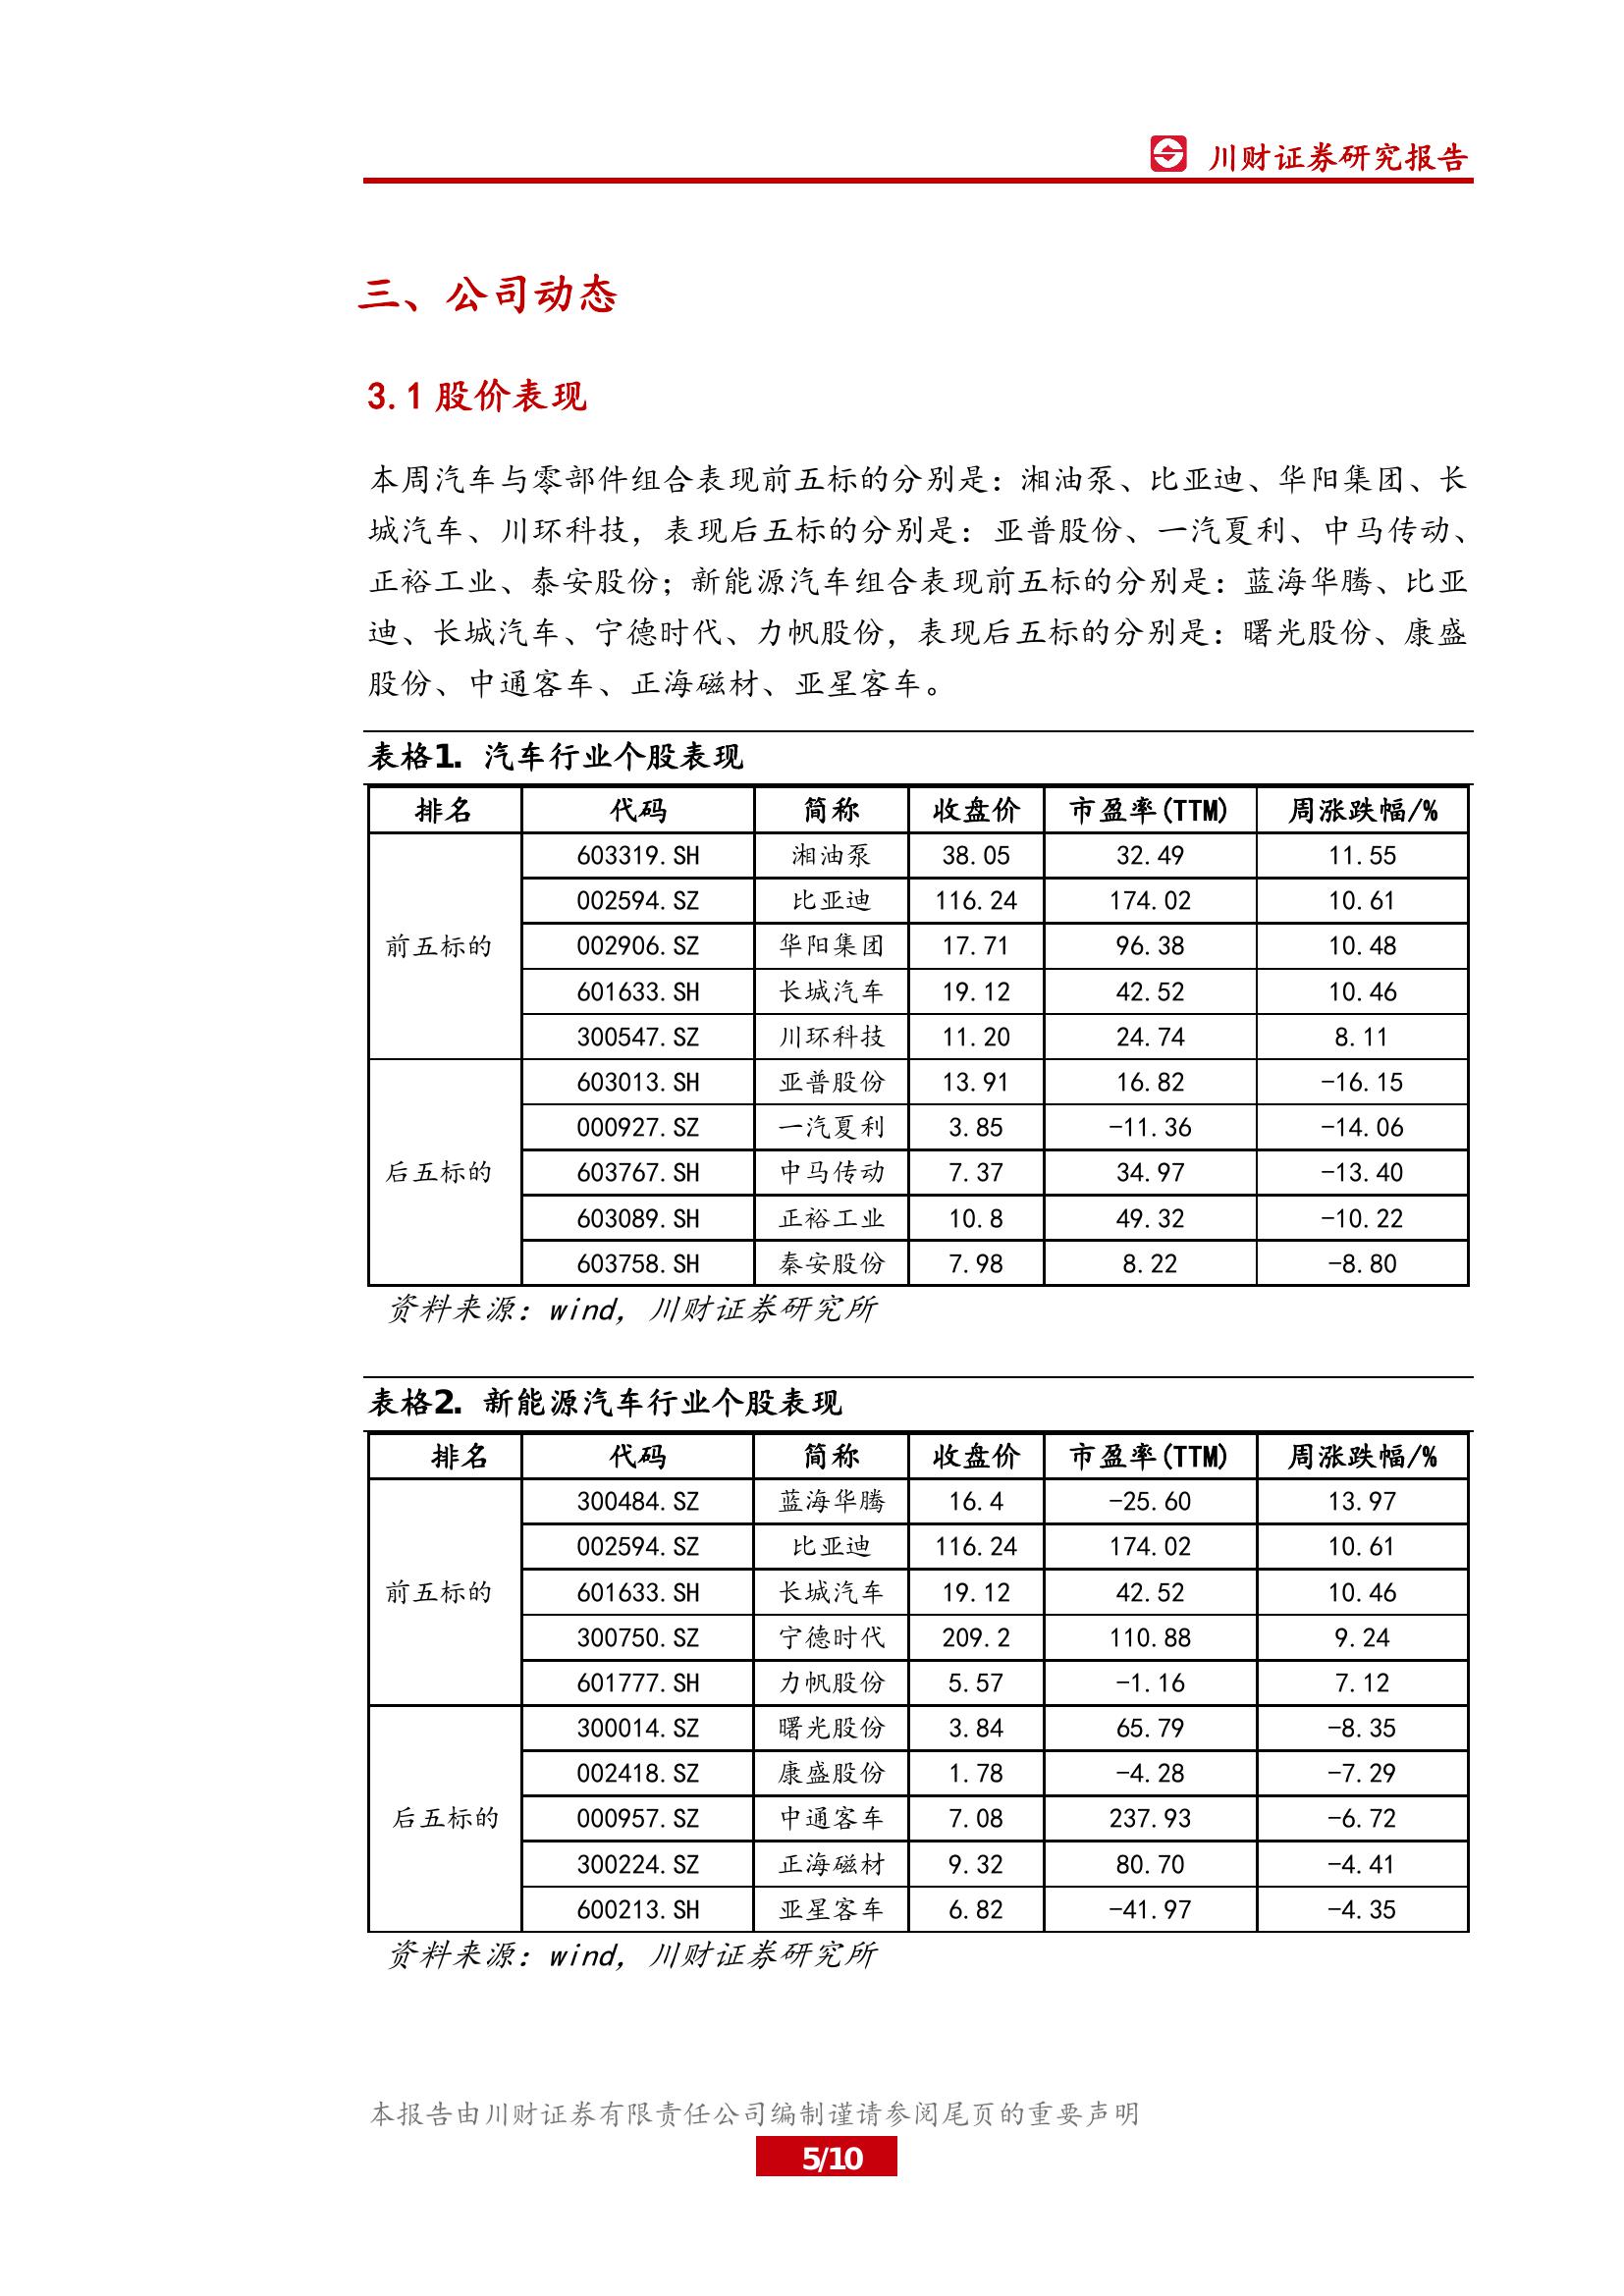 川财证券研究报告
三、公司动态
3.1 股价表现
本周汽车与零部件组合表现前五标的分别是：湘油泵、比亚迪、华阳集团、长
城汽车、川环科技，表现后五标的分别是：亚普股份、一汽夏利、中马传动、
正裕工业、泰安股份；新能源汽车组合表现前五标的分别是：蓝海华腾、比亚
迪、长城汽车、宁德时代、力帆股份，表现后五标的分别是：曙光股份、康盛
股份、中通客车、正海磁材、亚星客车。
表格1. 汽车行业个股表现
排名 代码 简称 收盘价 市盈率(TTM) 周涨跌幅/%
603319.SH 湘油泵 38.05 32.49 11.55
002594.SZ 比亚迪 116.24 174.02 10.61
前五标的 002906.SZ 华阳集团 17.71 96.38 10.48
601633.SH 长城汽车 19.12 42.52 10.46
300547.SZ 川环科技 11.20 24.74 8.11
603013.SH 亚普股份 13.91 16.82 -16.15
000927.SZ 一汽夏利 3.85 -11.36 -14.06
后五标的 603767.SH 中马传动 7.37 34.97 -13.40
603089.SH 正裕工业 10.8 49.32 -10.22
603758.SH 秦安股份 7.98 8.22 -8.80
资料来源：wind，川财证券研究所
表格2. 新能源汽车行业个股表现
排名 代码 简称 收盘价 市盈率(TTM) 周涨跌幅/%
300484.SZ 蓝海华腾 16.4 -25.60 13.97
002594.SZ 比亚迪 116.24 174.02 10.61
前五标的 601633.SH 长城汽车 19.12 42.52 10.46
300750.SZ 宁德时代 209.2 110.88 9.24
601777.SH 力帆股份 5.57 -1.16 7.12
300014.SZ 曙光股份 3.84 65.79 -8.35
002418.SZ 康盛股份 1.78 -4.28 -7.29
后五标的 000957.SZ 中通客车 7.08 237.93 -6.72
300224.SZ 正海磁材 9.32 80.70 -4.41
600213.SH 亚星客车 6.82 -41.97 -4.35
资料来源：wind，川财证券研究所
本报告由川财证券有限责任公司编制谨请参阅尾页的重要声明
5/10